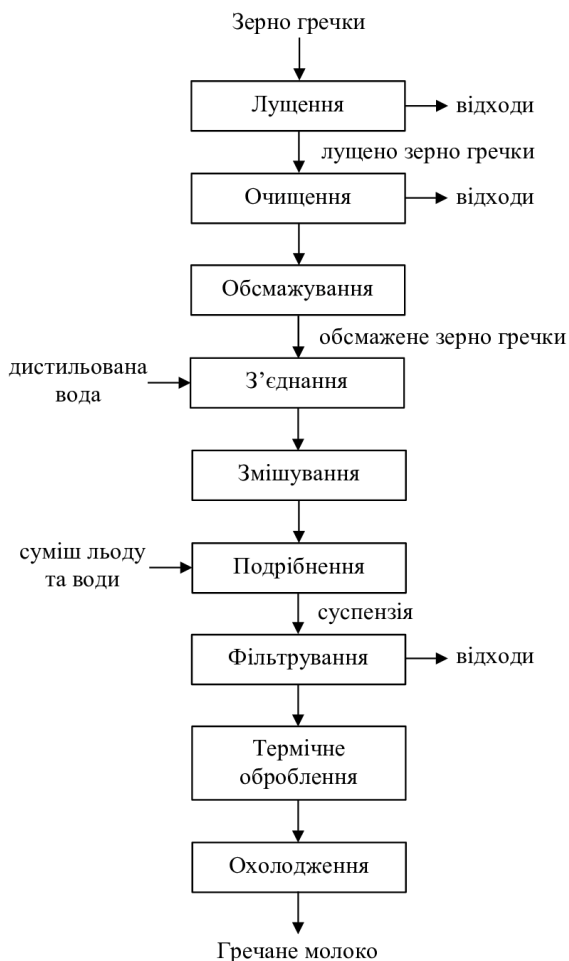 Зерно гречки
Лущення
відходи
лущено зерно гречки
Очищення
відходи
Обсмажування
обсмажене зерно гречки
дистильована
вода
З’єднання
Змішування
суміш льоду
та води
Подрібнення
суспензія
Фільтрування
відходи
Термічне
оброблення
Охолодження
Гречане молоко